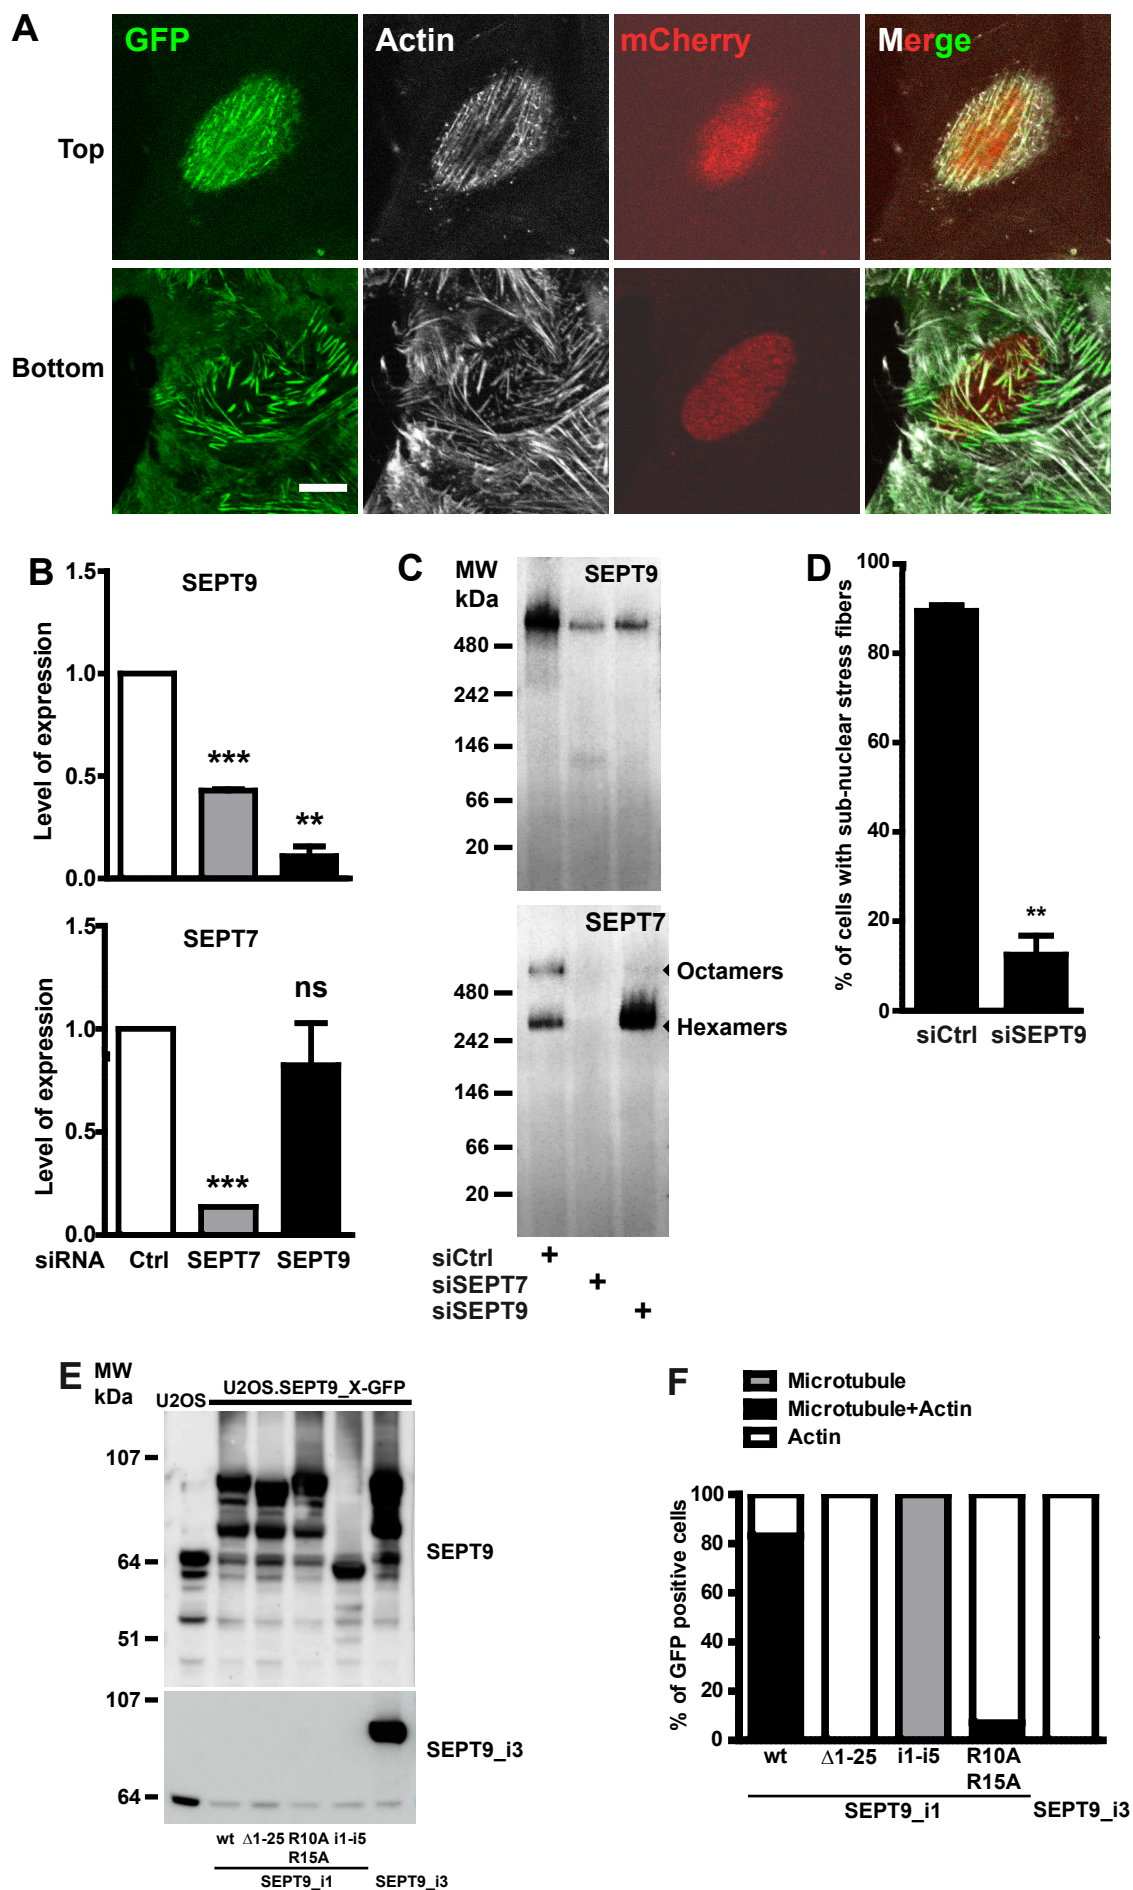 A
GFP
Actin
mCherry
Merge
Top
Bottom
B
1.5
SEPT9
1.0
***
0.5
**
0.0
Level of expression
1.5
SEPT7
ns
1.0
0.5
***
0.0
Level of expression
siRNA Ctrl SEPT7 SEPT9
C
MW
kDa
SEPT9
480
242
146
66
20
SEPT7
Octamers
480
Hexamers
242
146
66
20
siCtrl +
siSEPT7 +
siSEPT9 +
D
% of cells with sub-nuclear stress fibers
100
80
60
40
20
**
0
siCtrl siSEPT9
E
MW
kDa
U2OS
U2OS.SEPT9_X-GFP
107
64
SEPT9
51
107
SEPT9_i3
64
wt Δ1-25 R10A i1-i5
R15A
SEPT9_i1 SEPT9_i3
F
Microtubule
Microtubule+Actin
Actin
% of GFP positive cells
100
80
60
40
20
0
wt Δ1-25 i1-i5 R10A
R15A
SEPT9_i1 SEPT9_i3